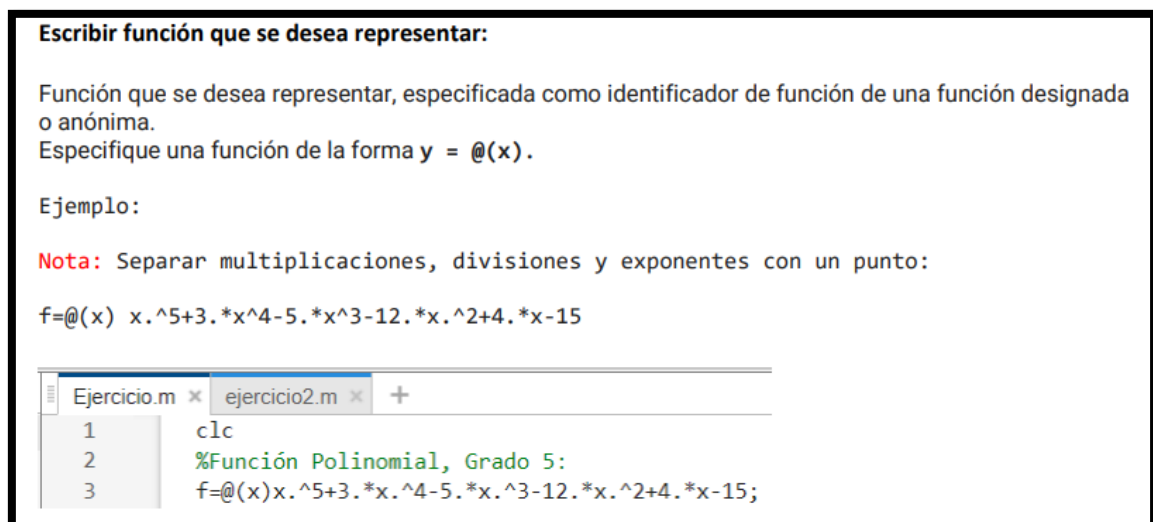 Escribir función que se desea representar:
Función que se desea representar, especificada como identificador de función de una función designada
o anónima.
Especifique una función de la forma y = @(x).
Ejemplo:
Nota: Separar multiplicaciones, divisiones y exponentes con un punto:
f=@(x) x.^5+3.*x^4-5.*x^3-12.*x.^2+4.*x-15
Ejercicio.m × ejercicio2.m × +
1 clc
2 %Función Polinomial, Grado 5:
3 f=@(x)x.^5+3.*x.^4-5.*x.^3-12.*x.^2+4.*x-15;